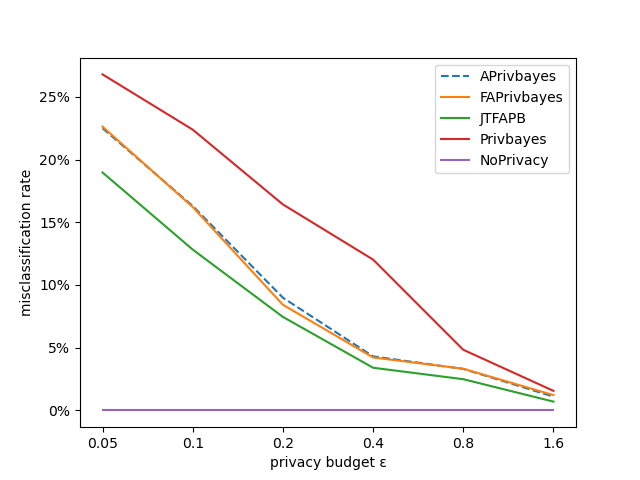 APrivbayes
FAPrivbayes
JTFAPB
Privbayes
NoPrivacy
misclassification rate
25%
20%
15%
10%
5%
0%
0.05 0.1 0.2 0.4 0.8 1.6
privacy budget ε